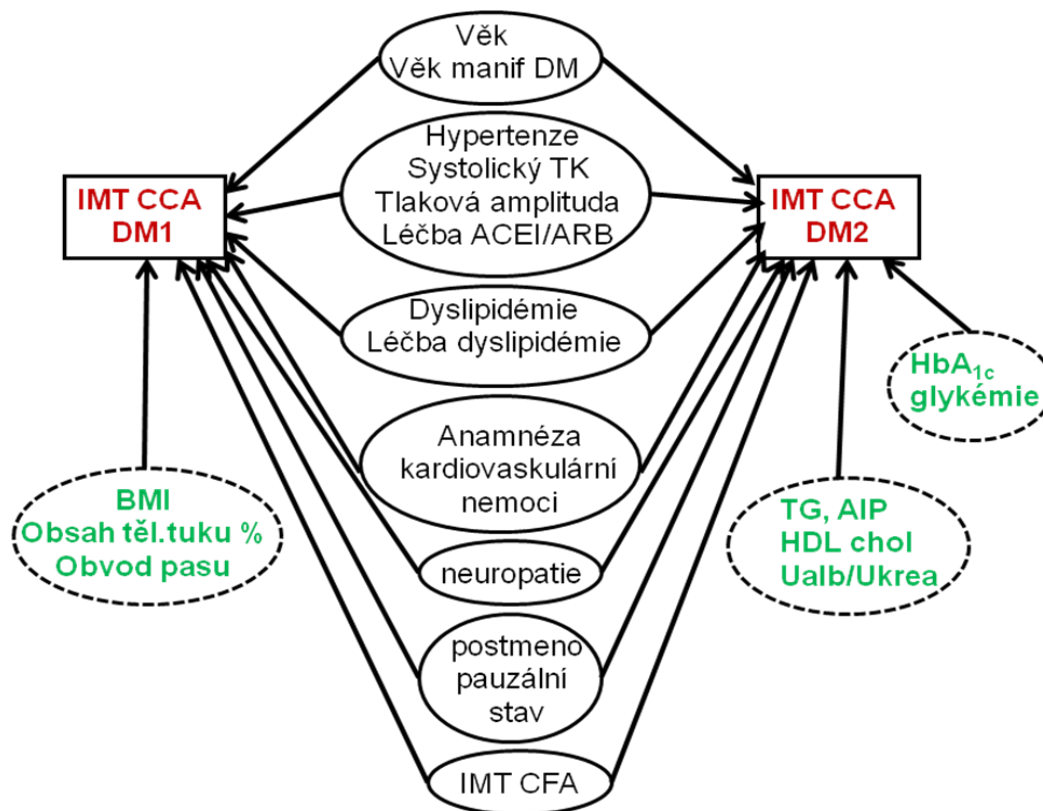 Věk
Věk manif DM
Hypertenze
Systolický TK
Tlaková amplituda
Léčba ACEI/ARB
IMT CCA
DM1
IMT CCA
DM2
Dyslipidémie
Léčba dyslipidémie
HbA1c
glykémie
Anamnéza
kardiovaskulární
nemoci
BMI
Obsah těl.tuku %
Obvod pasu
TG, AIP
HDL chol
Ualb/Ukrea
neuropatie
postmeno
pauzální
stav
IMT CFA